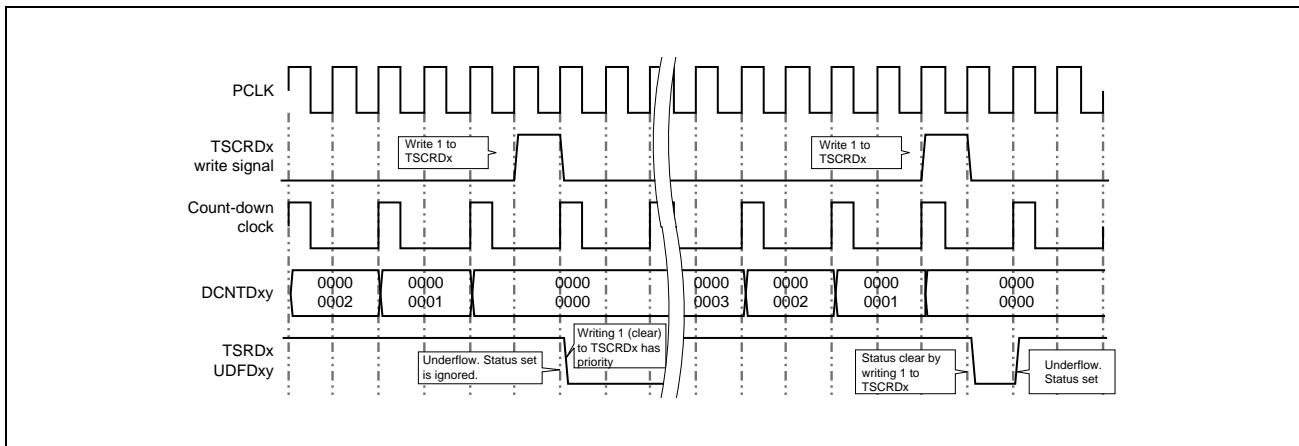 PCLK
TSCRDx
write signal
Write 1 to
TSCRDx
Write 1 to
TSCRDx
Count-down
clock
DCNTDxy
0000
0002
0000
0001
0000
0000
0000
0003
0000
0002
0000
0001
0000
0000
TSRDx
UDFDxy
Underflow. Status set
is ignored.
Writing 1 (clear)
to TSCRDx has
priority
Status clear by
writing 1 to
TSCRDx
Underflow.
Status set